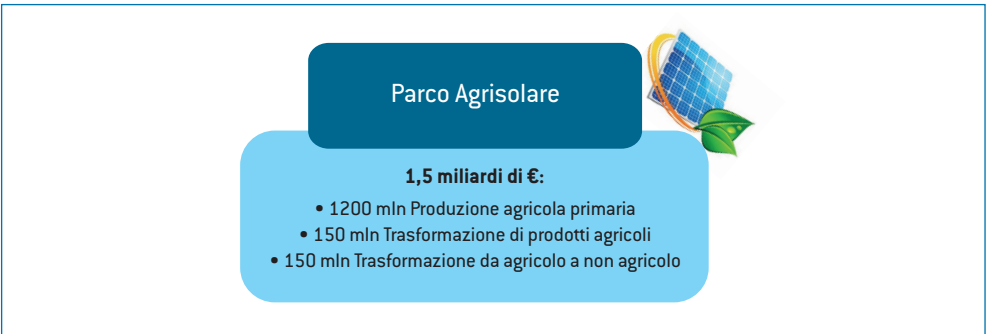 Parco Agrisolare
1,5 miliardi di €:
• 1200 mln Produzione agricola primaria
• 150 mln Trasformazione di prodotti agricoli
• 150 mln Trasformazione da agricolo a non agricolo